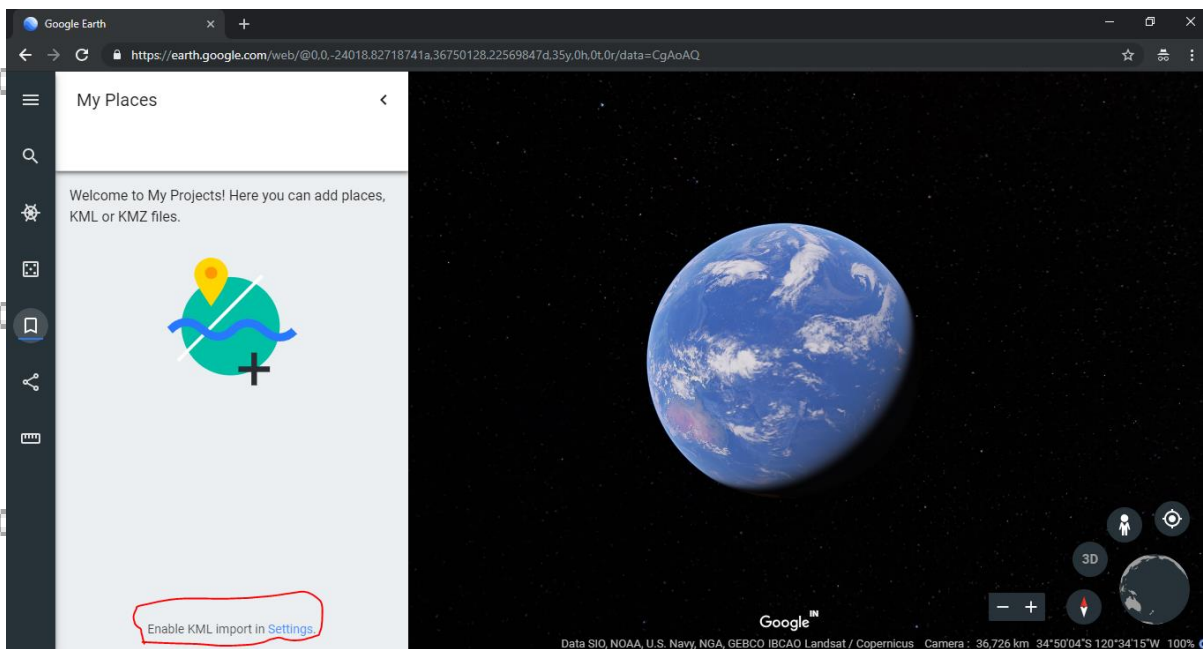 Google Earth
https://earth.google.com/web/@0,0,-24018.82718741a,36750128.22569847d,35y,0h,0t,0r/data=CgAoAQ
My Places
Welcome to My Projects! Here you can add places,
KML or KMZ files.
Enable KML import in Settings.
3D
Google IN
Data SIO, NOAA, U.S. Navy, NGA, GEBCO IBCAO Landsat / Copernicus Camera : 36,726 km 34°50'04"S 120°34'15"W 100%